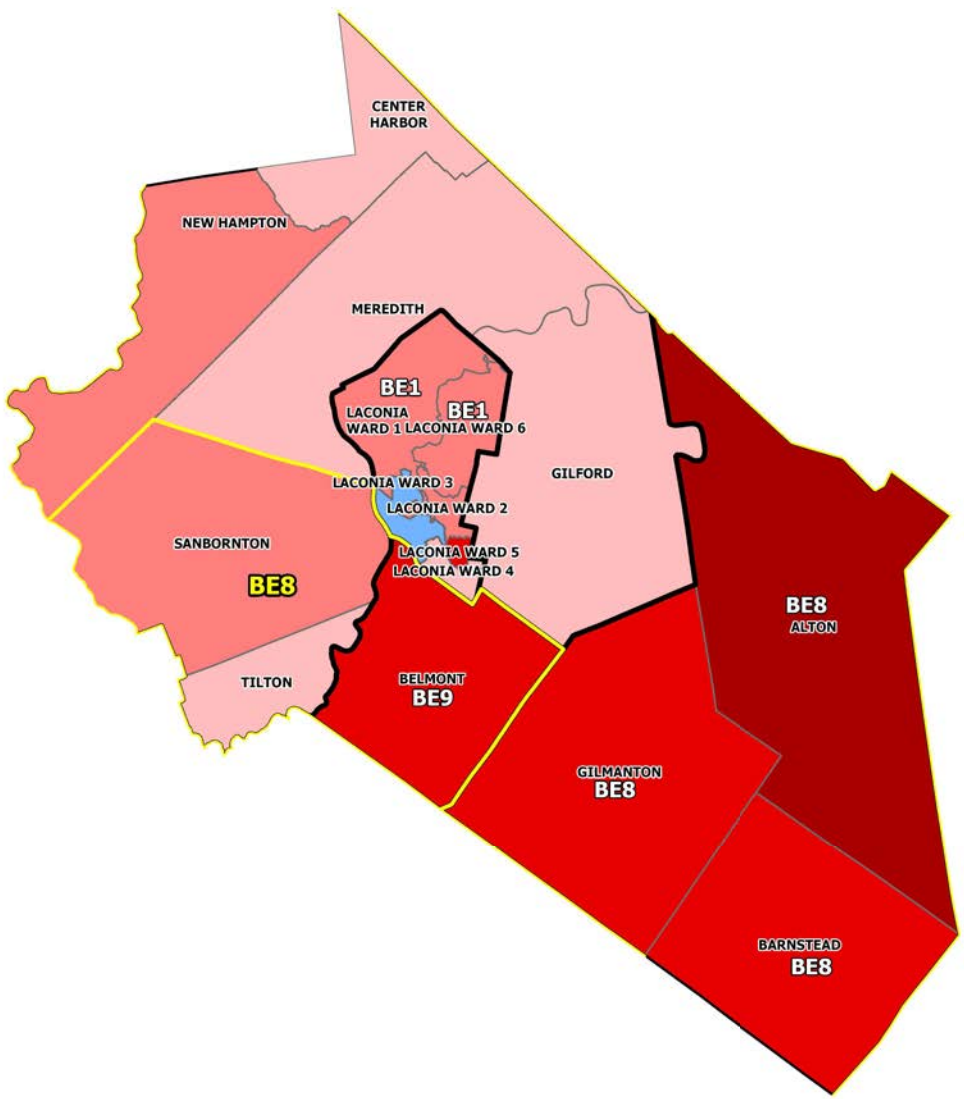 CENTER
HARBOR
NEW HAMPTON
MEREDITH
BE1
LACONIA
WARD 1
BE1
LACONIA WARD 6
GILFORD
LACONIA WARD 3
LACONIA WARD 2
SANBORNTON
LACONIA WARD 5
LACONIA WARD 4
BE8
BE8
ALTON
TILTON
BELMONT
BE9
GILMANTON
BE8
BARNSTEAD
BE8